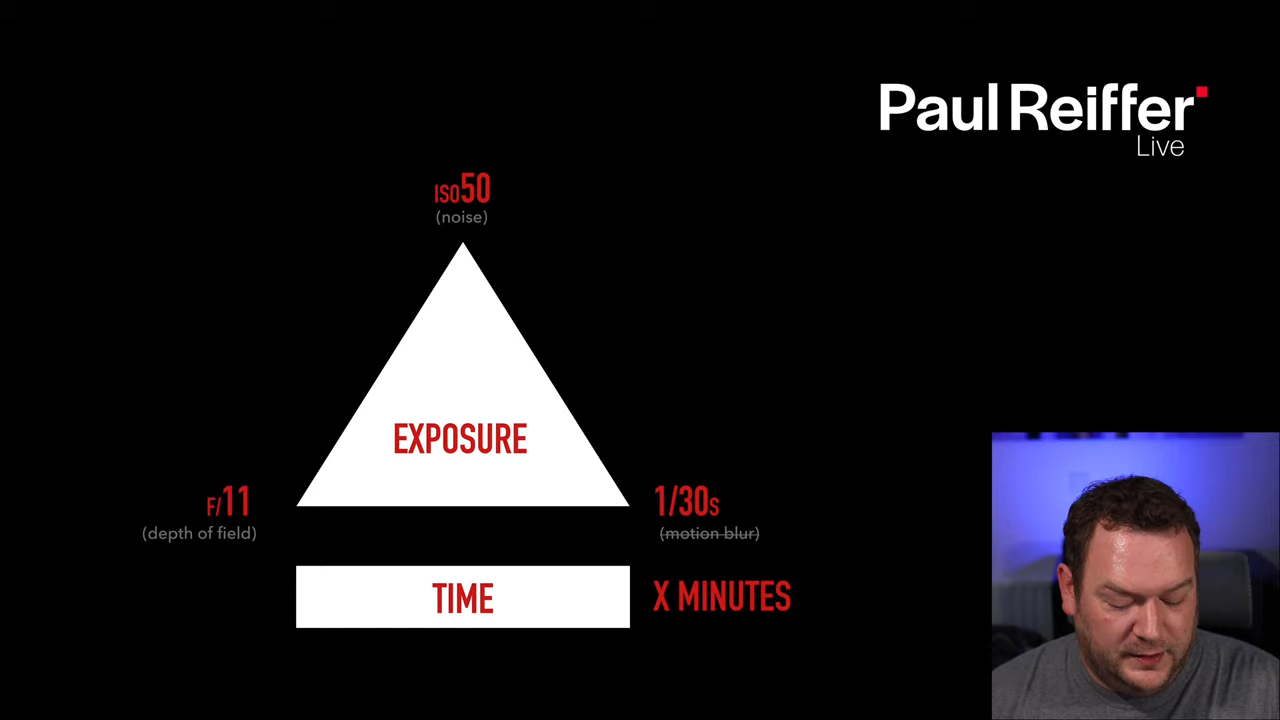 Paul Reiffer
Live
ISO50
(noise)
EXPOSURE
F/11
(depth of field)
1/30S
(motion blur)
TIME
X MINUTES